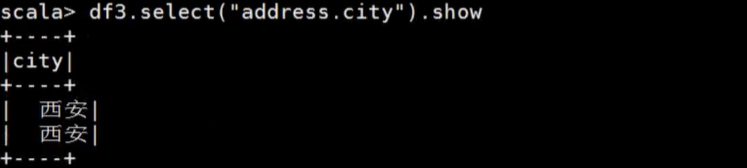 scala> df3.select("address.city").show
+----+
|city|
+----+
|  西安|
|  西安|
+----+